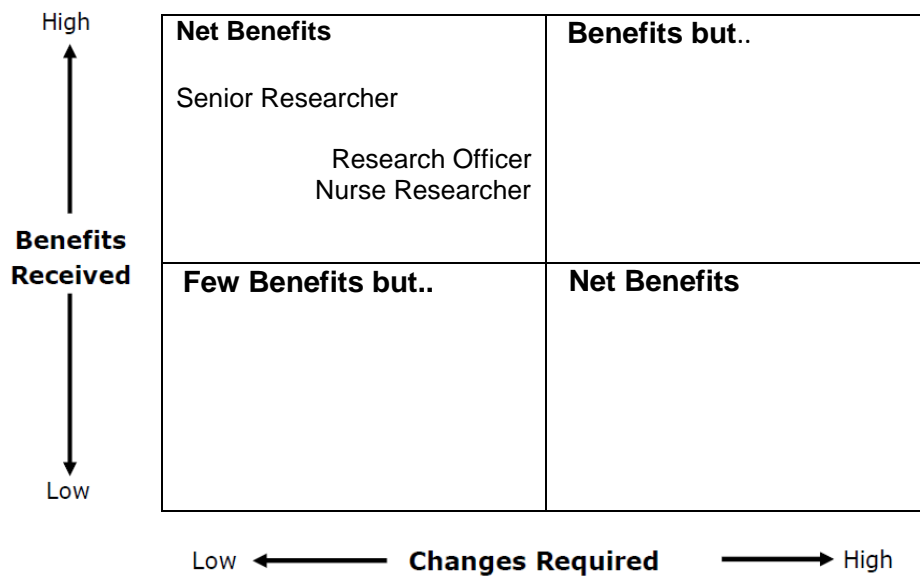 High
Net Benefits
Benefits but..
Senior Researcher
Research Officer
Nurse Researcher
Benefits
Received
Few Benefits but..
Net Benefits
Low
Low
Changes Required
High